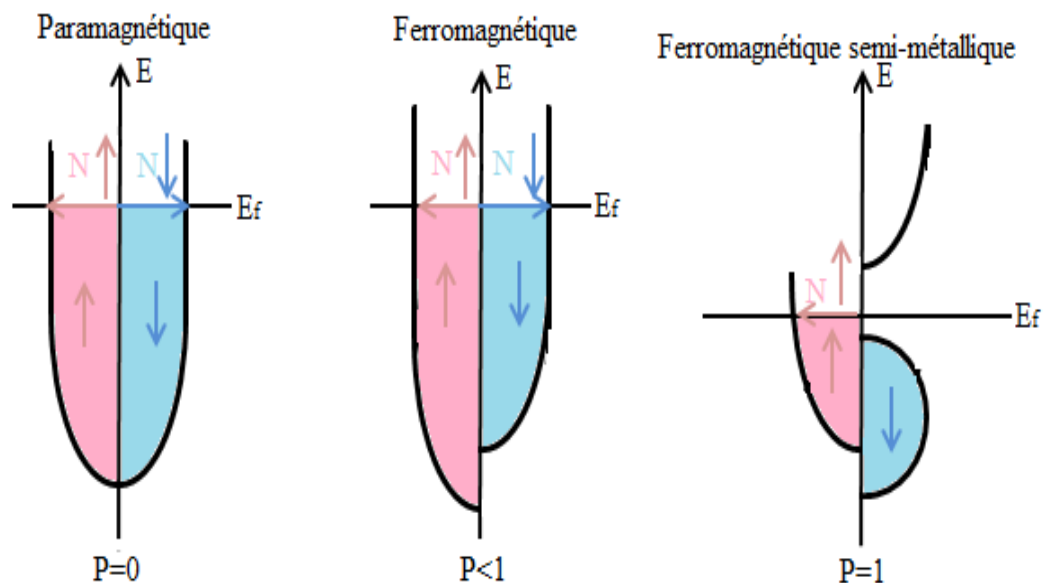 Paramagnétique
E
N
N
Ef
P=0
Ferromagnétique
E
N
N
Ef
P<1
Ferromagnétique semi-métallique
E
N
Ef
P=1